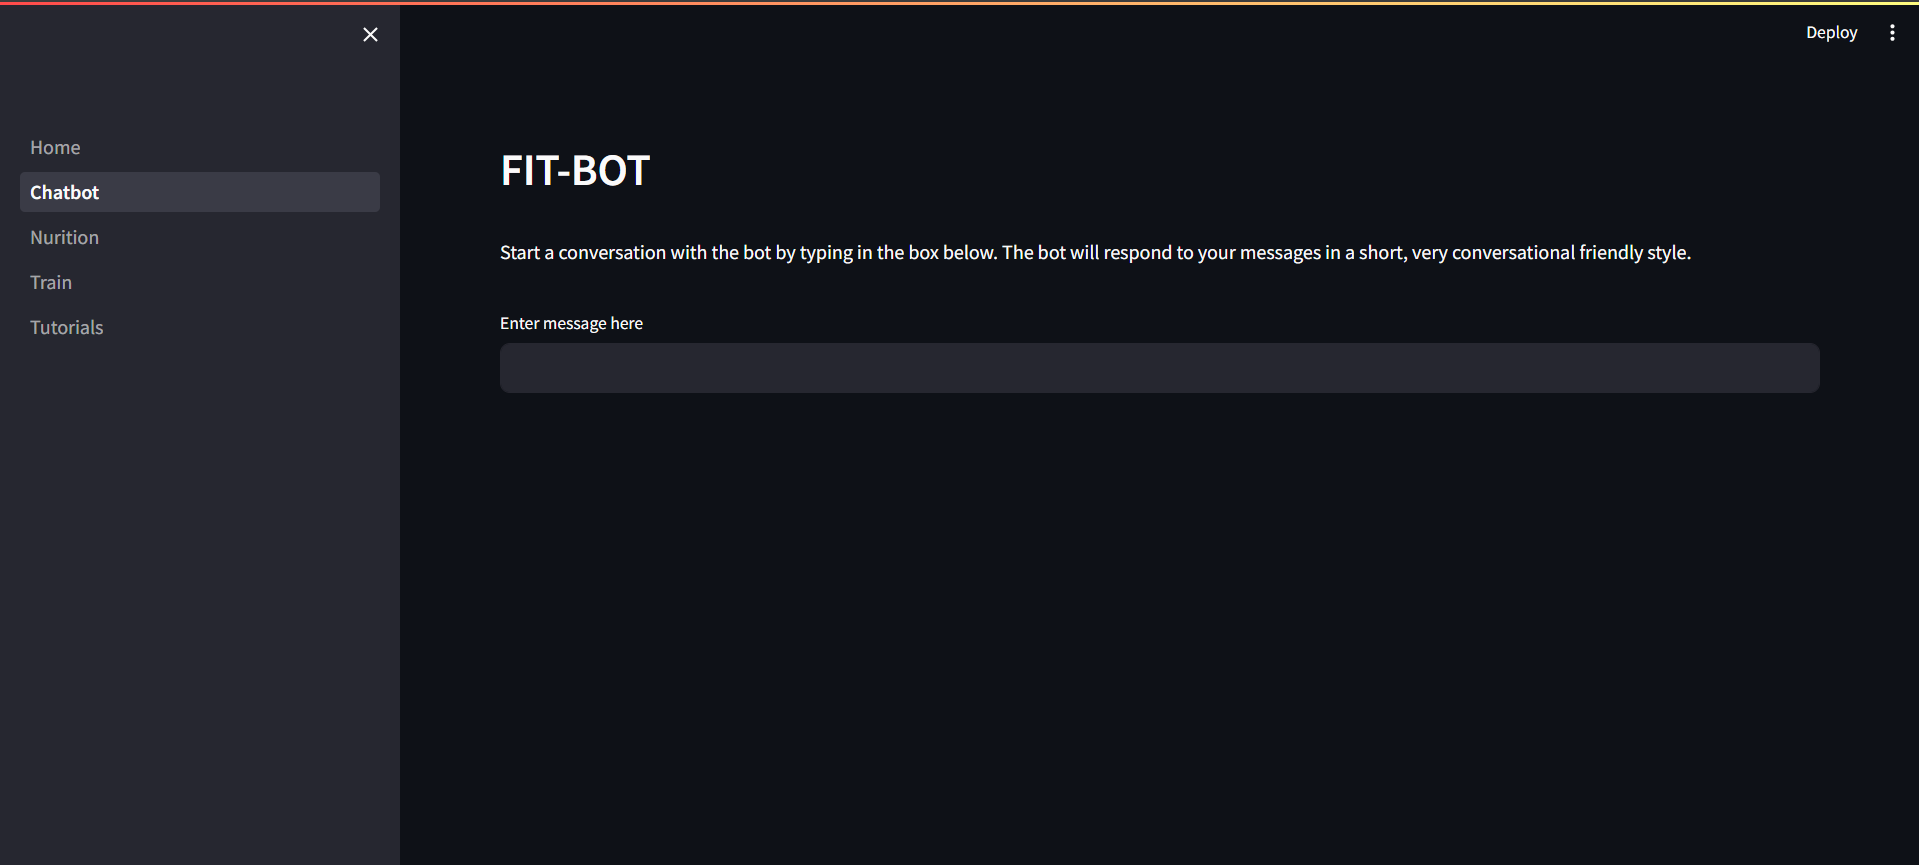 Deploy
Home
Chatbot
Nurition
Train
Tutorials
FIT-BOT
Start a conversation with the bot by typing in the box below. The bot will respond to your messages in a short, very conversational friendly style.
Enter message here